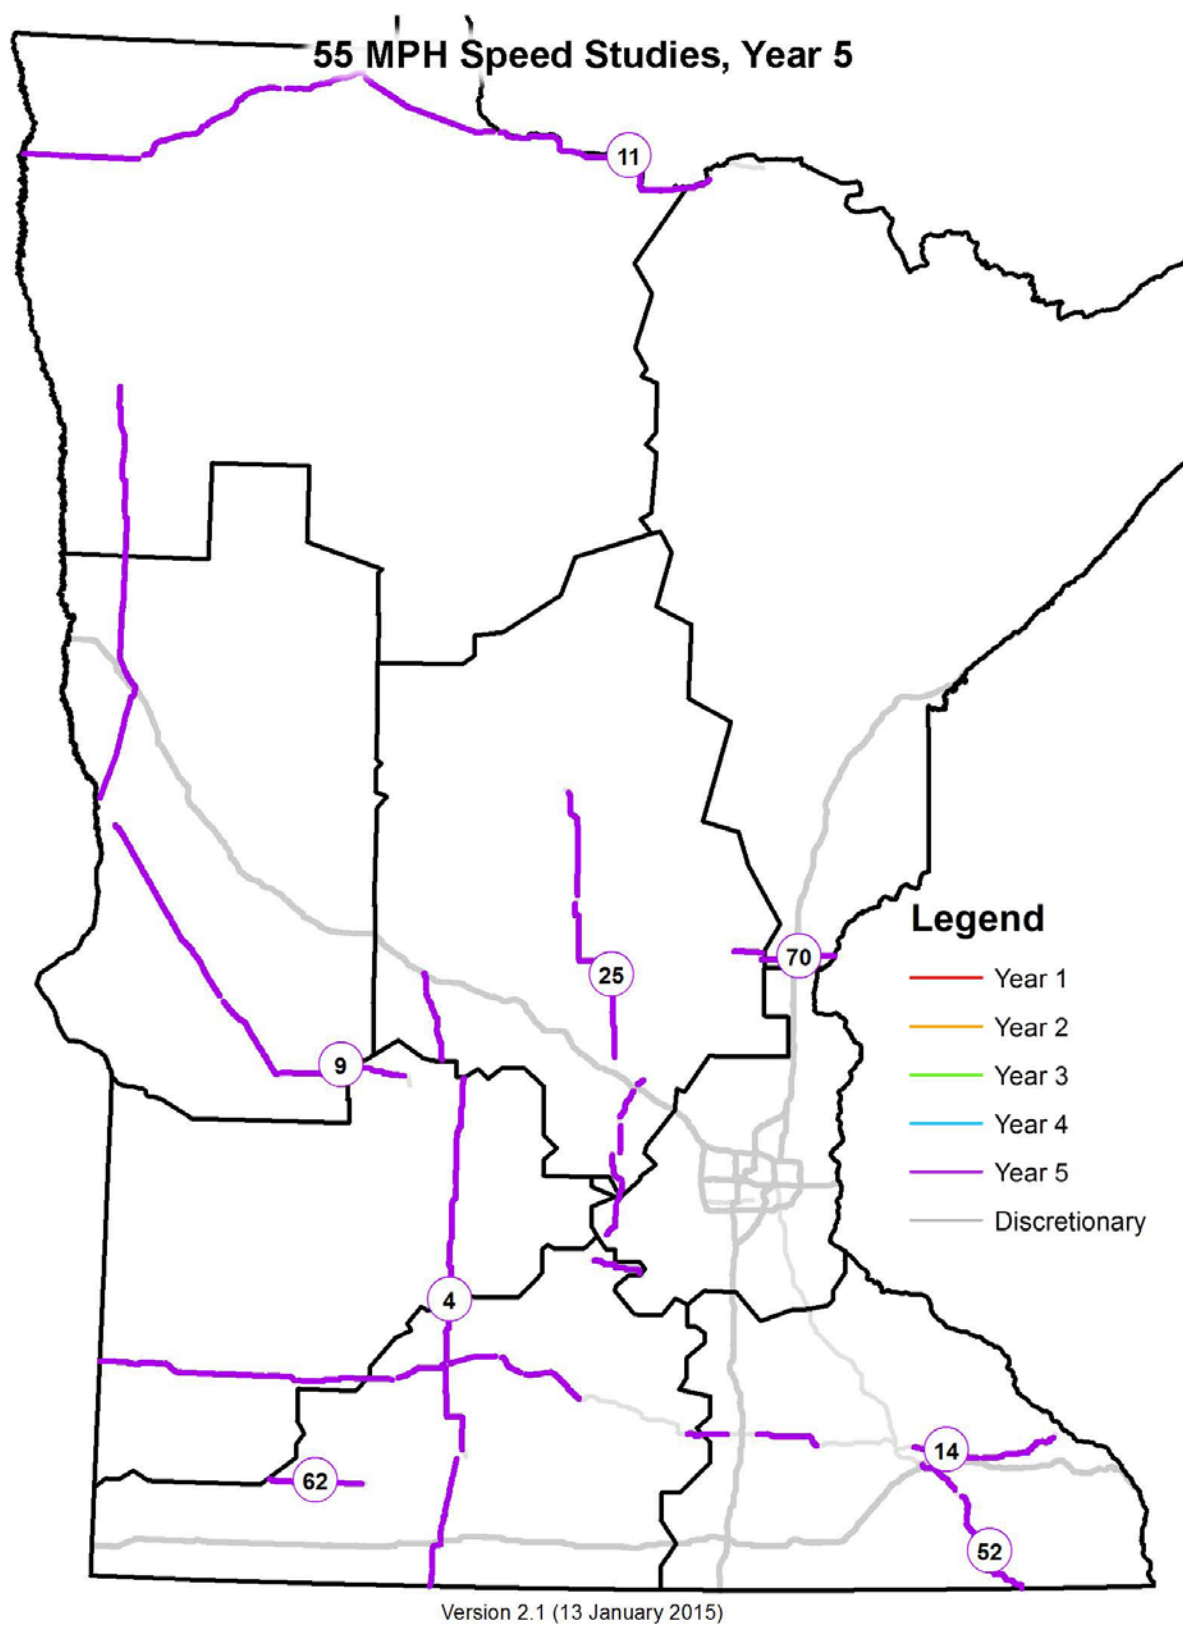 55 MPH Speed Studies, Year 5
11
25
70
9
4
62
14
52
Legend
Year 1
Year 2
Year 3
Year 4
Year 5
Discretionary
Version 2.1 (13 January 2015)